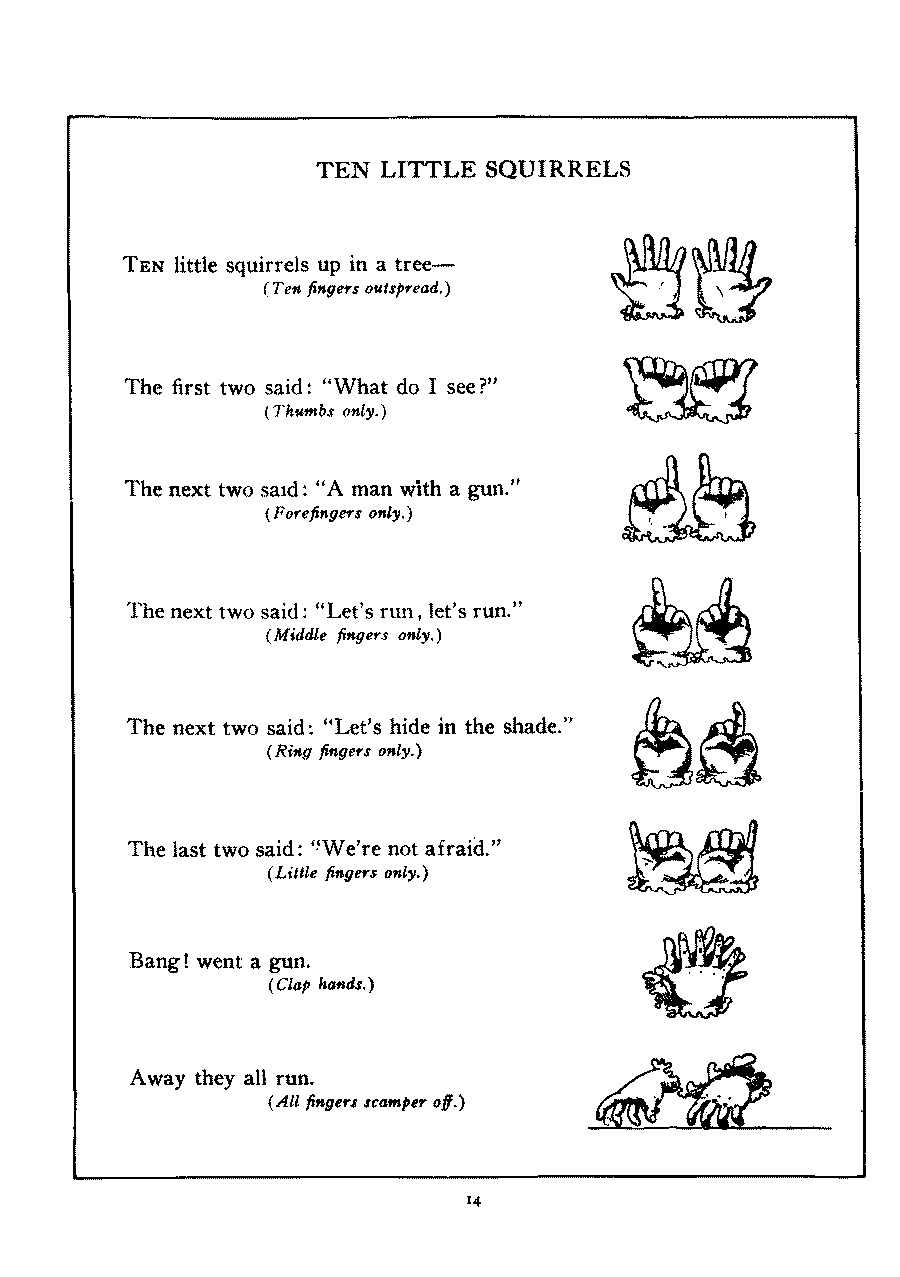 TEN LITTLE SQUIRRELS
TEN little squirrels up in a tree—
(Ten fingers outspread.)
The first two said: "What do I see?"
(Thumbs only.)
The next two said: "A man with a gun."
(Forefingers only.)
The next two said: "Let's run, let's run."
(Middle fingers only.)
The next two said: "Let's hide in the shade."
(Ring fingers only.)
The last two said: "We're not afraid."
(Little fingers only.)
Bang! went a gun.
(Clap hands.)
Away they all run.
(All fingers scamper off.)
14